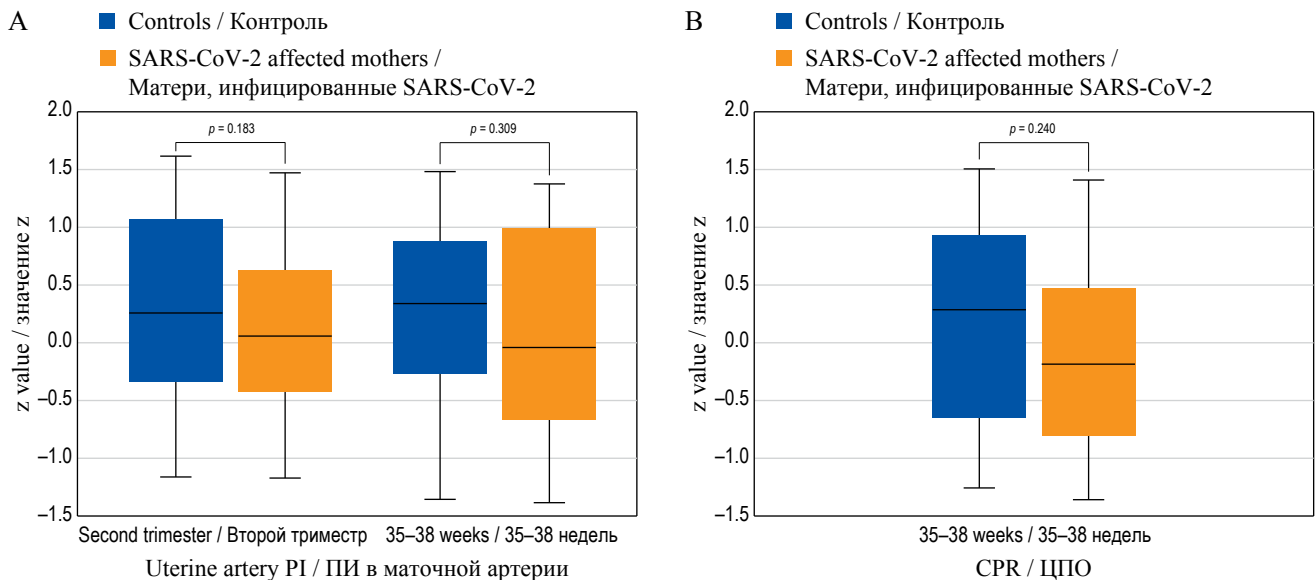 A
Controls / Контроль
SARS-CoV-2 affected mothers /
Матери, инфицированные SARS-CoV-2
2.0
1.5
1.0
0.5
0.0
–0.5
–1.0
–1.5
z value / значение z
p = 0.183
p = 0.309
Second trimester / Второй триместр
35–38 weeks / 35–38 недель
Uterine artery PI / ПИ в маточной артерии
B
Controls / Контроль
SARS-CoV-2 affected mothers /
Матери, инфицированные SARS-CoV-2
2.0
1.5
1.0
0.5
0.0
–0.5
–1.0
–1.5
z value / значение z
p = 0.240
35–38 weeks / 35–38 недель
CPR / ЦПО